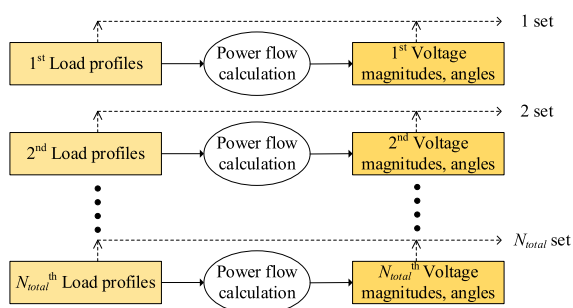 1 set
1st Load profiles
Power flow
calculation
1st Voltage
magnitudes, angles
2 set
2nd Load profiles
Power flow
calculation
2nd Voltage
magnitudes, angles
Ntotal set
Ntotalth Load profiles
Power flow
calculation
Ntotalth Voltage
magnitudes, angles